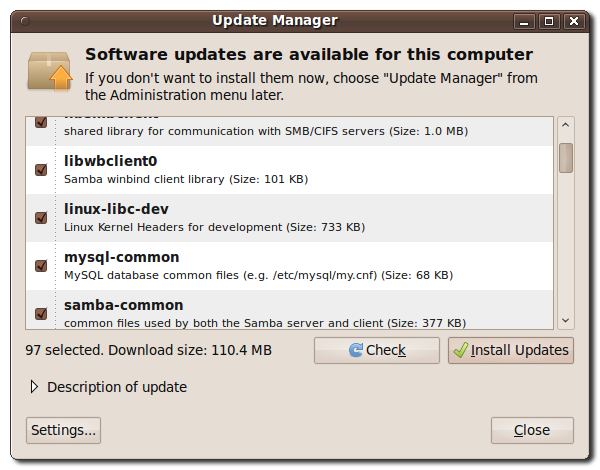 Update Manager
Software updates are available for this computer
If you don't want to install them now, choose "Update Manager" from
the Administration menu later.
libsmbclient
shared library for communication with SMB/CIFS servers (Size: 1.0 MB)
libwbclient0
Samba winbind client library (Size: 101 KB)
linux-libc-dev
Linux Kernel Headers for development (Size: 733 KB)
mysql-common
MySQL database common files (e.g. /etc/mysql/my.cnf) (Size: 68 KB)
samba-common
common files used by both the Samba server and client (Size: 377 KB)
97 selected. Download size: 110.4 MB
Check
Install Updates
Description of update
Settings...
Close